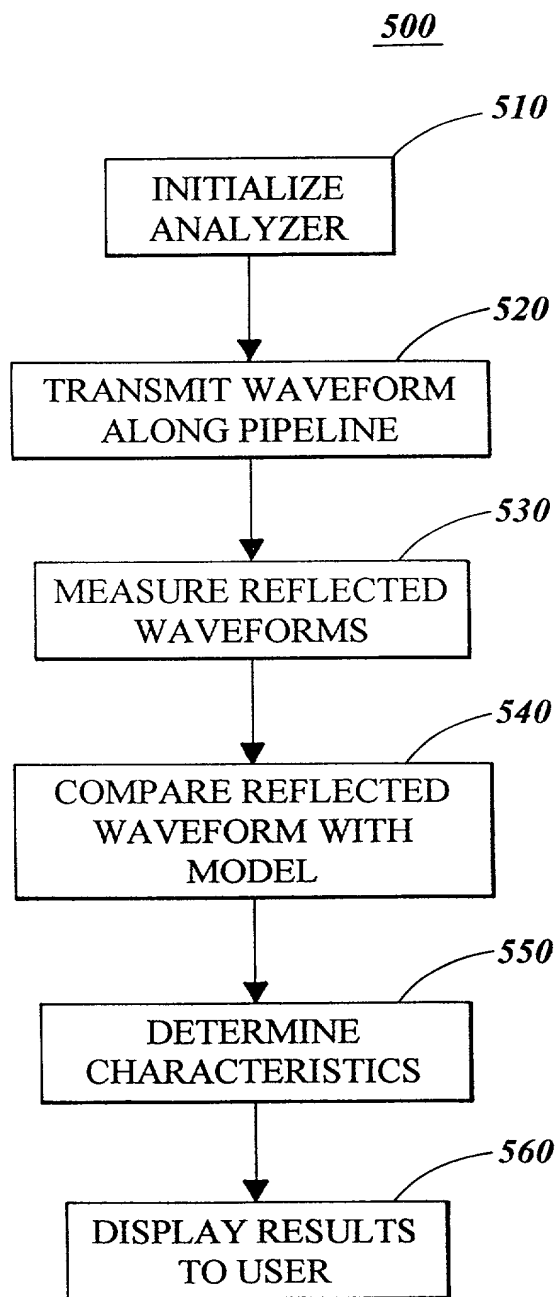 500
510
INITIALIZE
ANALYZER
520
TRANSMIT WAVEFORM
ALONG PIPELINE
530
MEASURE REFLECTED
WAVEFORMS
540
COMPARE REFLECTED
WAVEFORM WITH
MODEL
550
DETERMINE
CHARACTERISTICS
560
DISPLAY RESULTS
TO USER